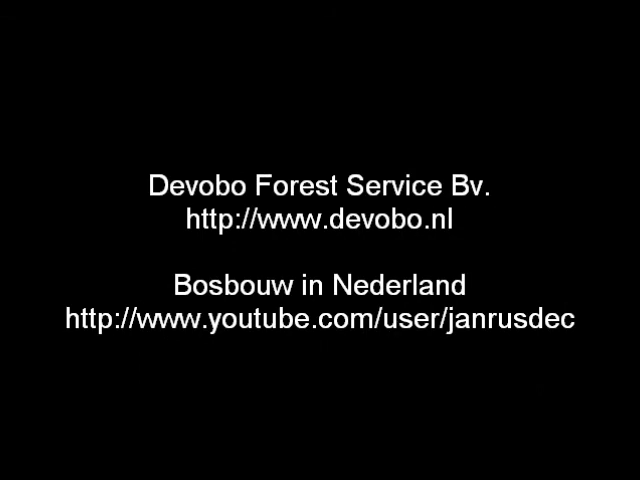 Devobo Forest Service Bv.
http://www.devobo.nl
Bosbouw in Nederland
http://www.youtube.com/user/janrusdec